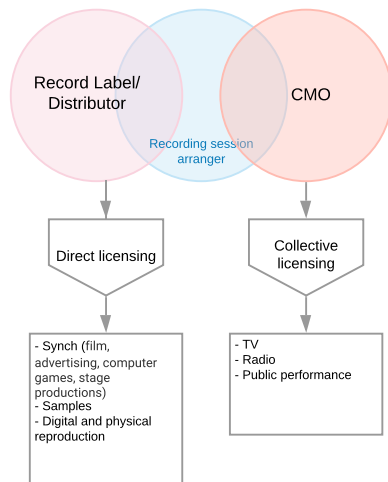 Record Label/
Distributor
CMO
Recording session
arranger
Direct licensing
Collective
licensing
- Synch (film,
advertising, computer
games, stage
productions)
- Samples
- Digital and physical
reproduction
- TV
- Radio
- Public performance